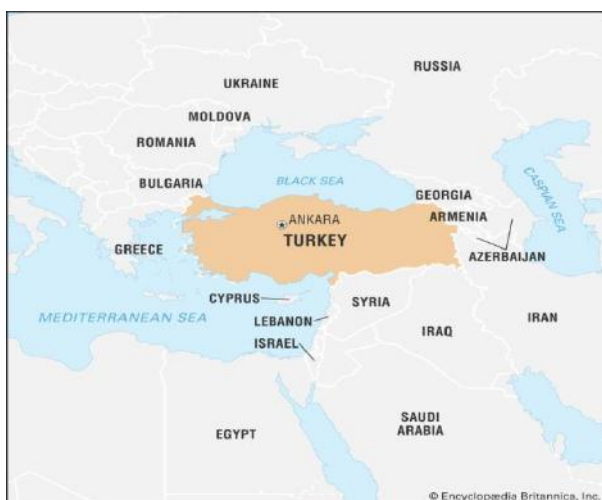 RUSSIA
UKRAINE
MOLDOVA
ROMANIA
CASPIAN SEA
BLACK SEA
BULGARIA
GEORGIA
ANKARA
ARMENIA
TURKEY
GREECE
AZERBAIJAN
CYPRUS
SYRIA
MEDITERRANEAN SEA
LEBANON
IRAN
IRAQ
ISRAEL
EGYPT
SAUDI
ARABIA
© Encyclopædia Britannica, Inc.